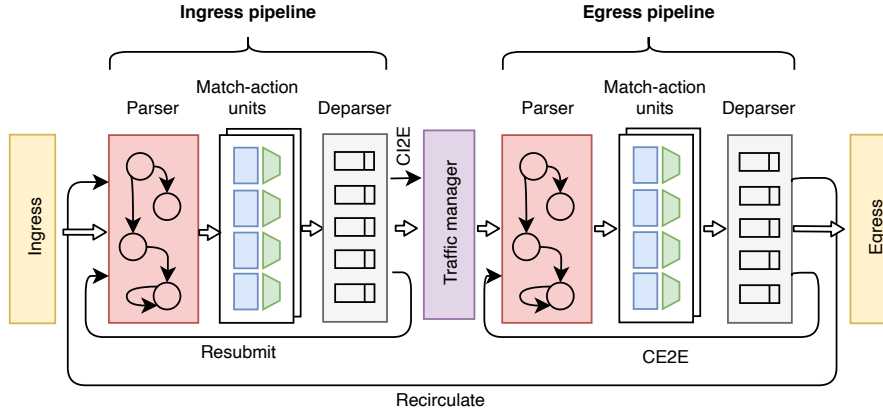 Ingress pipeline
Egress pipeline
Parser
Match-action
units
Deparser
CI2E
Parser
Match-action
units
Deparser
Ingress
Traffic manager
Egress
Resubmit
CE2E
Recirculate